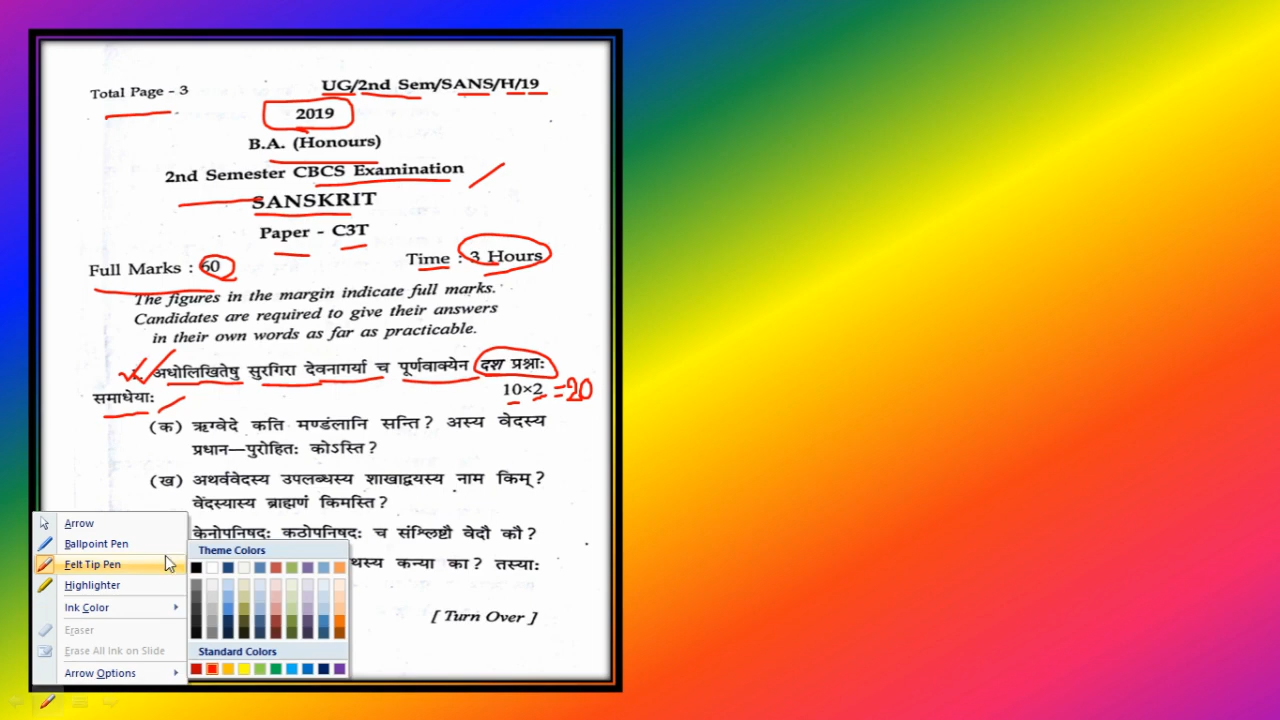 Total Page - 3
UG/2nd Sem/SANS/H/19
2019
B.A. (Honours)
2nd Semester CBCS Examination
SANSKRIT
Paper - C3T
Full Marks : 60
Time : 3 Hours
The figures in the margin indicate full marks.
Candidates are required to give their answers
in their own words as far as practicable.
अधोलिखितेषु सुरगिरा देवनागर्या च पूर्णवाक्येन दश प्रश्नाः
समाधेयाः
10×2 =20
(क) ऋग्वेदे कति मण्डंलानि सन्ति? अस्य वेदस्य
प्रधान—पुरोहितः कोऽस्ति?
(ख) अथर्ववेदस्य उपलब्धस्य शाखाद्वयस्य नाम किम्?
वेंदस्यास्य ब्राह्मणं किमस्ति?
केनोपनिषदः कठोपनिषदः च संश्लिष्टौ वेदौ कौ?
थस्य कन्या का? तस्याः
[ Turn Over ]
Arrow
Ballpoint Pen
Felt Tip Pen
Highlighter
Ink Color
Eraser
Erase All Ink on Slide
Arrow Options
Theme Colors
Standard Colors